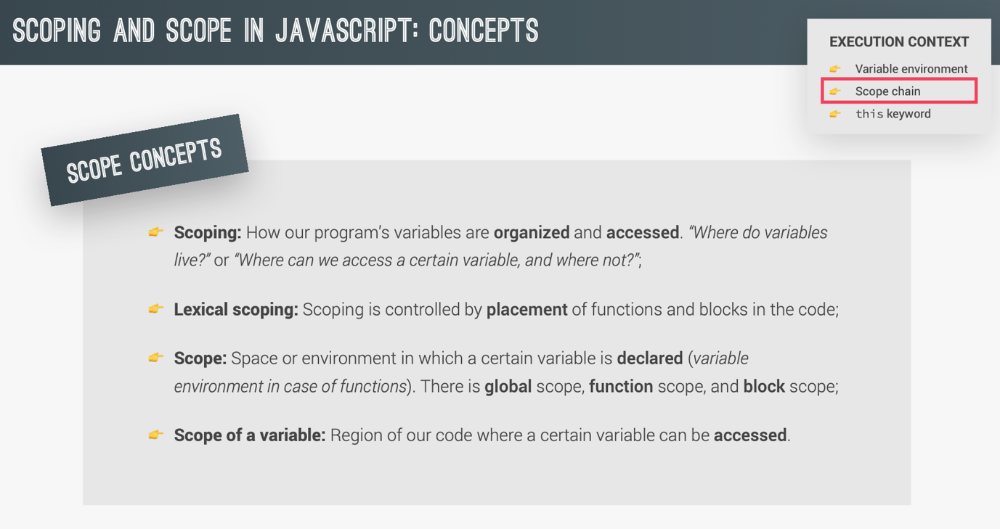 SCOPING AND SCOPE IN JAVASCRIPT: CONCEPTS
EXECUTION CONTEXT
👉 Variable environment
👉 Scope chain
👉 this keyword
SCOPE CONCEPTS
👉 Scoping: How our program’s variables are organized and accessed. “Where do variables
live?” or “Where can we access a certain variable, and where not?”;
👉 Lexical scoping: Scoping is controlled by placement of functions and blocks in the code;
👉 Scope: Space or environment in which a certain variable is declared (variable
environment in case of functions). There is global scope, function scope, and block scope;
👉 Scope of a variable: Region of our code where a certain variable can be accessed.